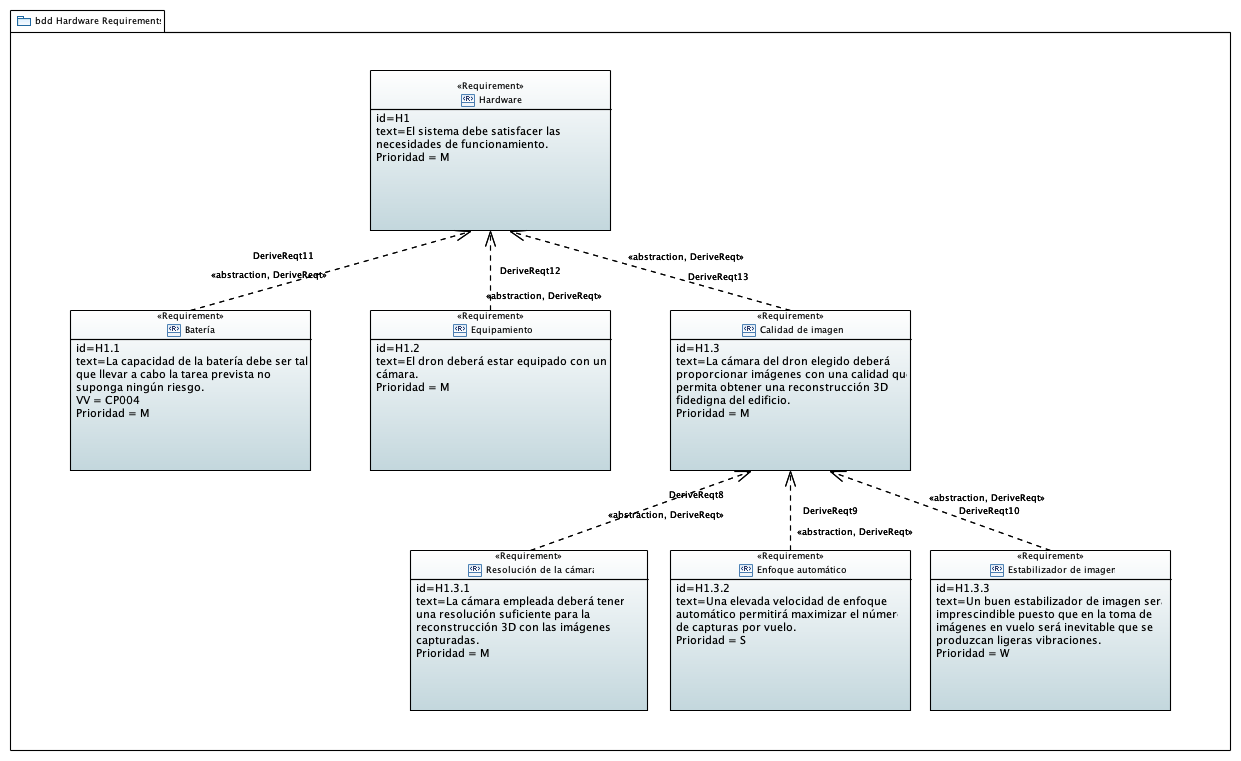 bdd Hardware Requirements
«Requirement»
Hardware
id=H1
text=El sistema debe satisfacer las
necesidades de funcionamiento.
Prioridad = M
DeriveReqt11
«abstraction, DeriveReqt»
DeriveReqt12
«abstraction, DeriveReqt»
«abstraction, DeriveReqt»
DeriveReqt13
«Requirement»
Batería
id=H1.1
text=La capacidad de la batería debe ser tal
que llevar a cabo la tarea prevista no
suponga ningún riesgo.
VV = CP004
Prioridad = M
«Requirement»
Equipamiento
id=H1.2
text=El dron deberá estar equipado con un
cámara.
Prioridad = M
«Requirement»
Calidad de imagen
id=H1.3
text=La cámara del dron elegido deberá
proporcionar imágenes con una calidad que
permita obtener una reconstrucción 3D
fidedigna del edificio.
Prioridad = M
DeriveReqt8
«abstraction, DeriveReqt»
DeriveReqt9
«abstraction, DeriveReqt»
«abstraction, DeriveReqt»
DeriveReqt10
«Requirement»
Resolución de la cámara
id=H1.3.1
text=La cámara empleada deberá tener
una resolución suficiente para la
reconstrucción 3D con las imágenes
capturadas.
Prioridad = M
«Requirement»
Enfoque automático
id=H1.3.2
text=Una elevada velocidad de enfoque
automático permitirá maximizar el númer
de capturas por vuelo.
Prioridad = S
«Requirement»
Estabilizador de imagen
id=H1.3.3
text=Un buen estabilizador de imagen ser
imprescindible puesto que en la toma de
imágenes en vuelo será inevitable que se
produzcan ligeras vibraciones.
Prioridad = W